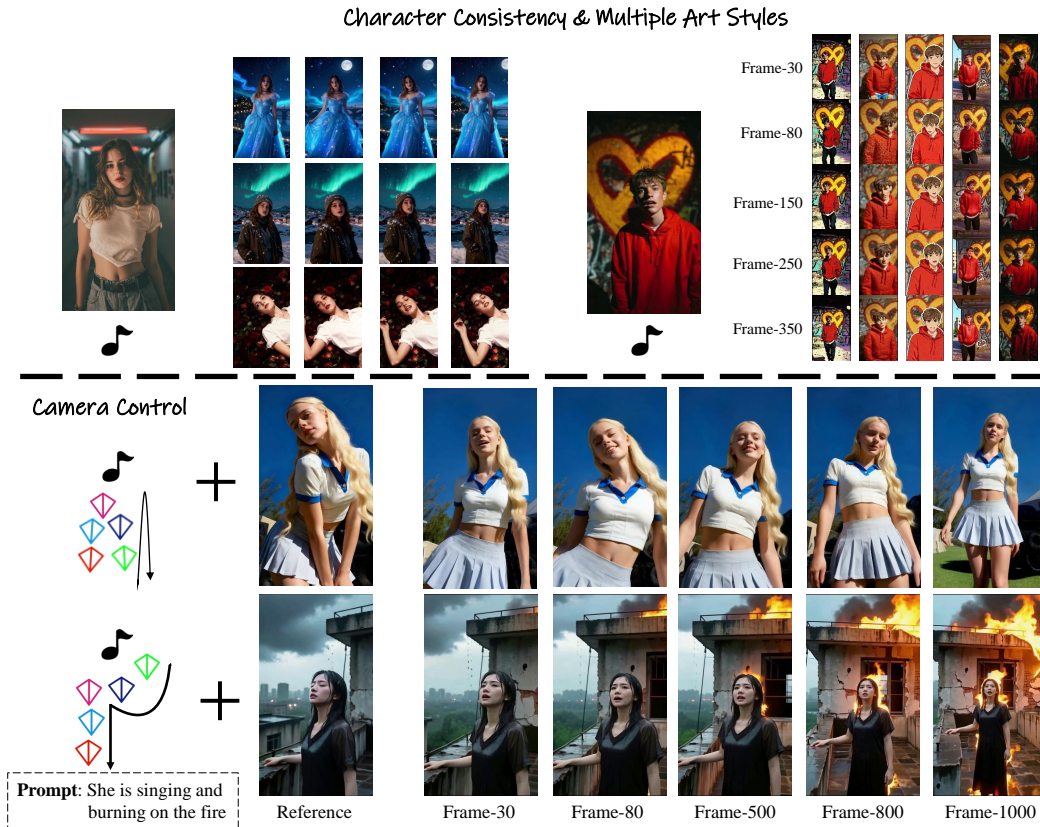 Character Consistency & Multiple Art Styles
Frame-30
Frame-80
Frame-150
Frame-250
Frame-350
Camera Control
Prompt: She is singing and
burning on the fire
Reference
Frame-30
Frame-80
Frame-500
Frame-800
Frame-1000